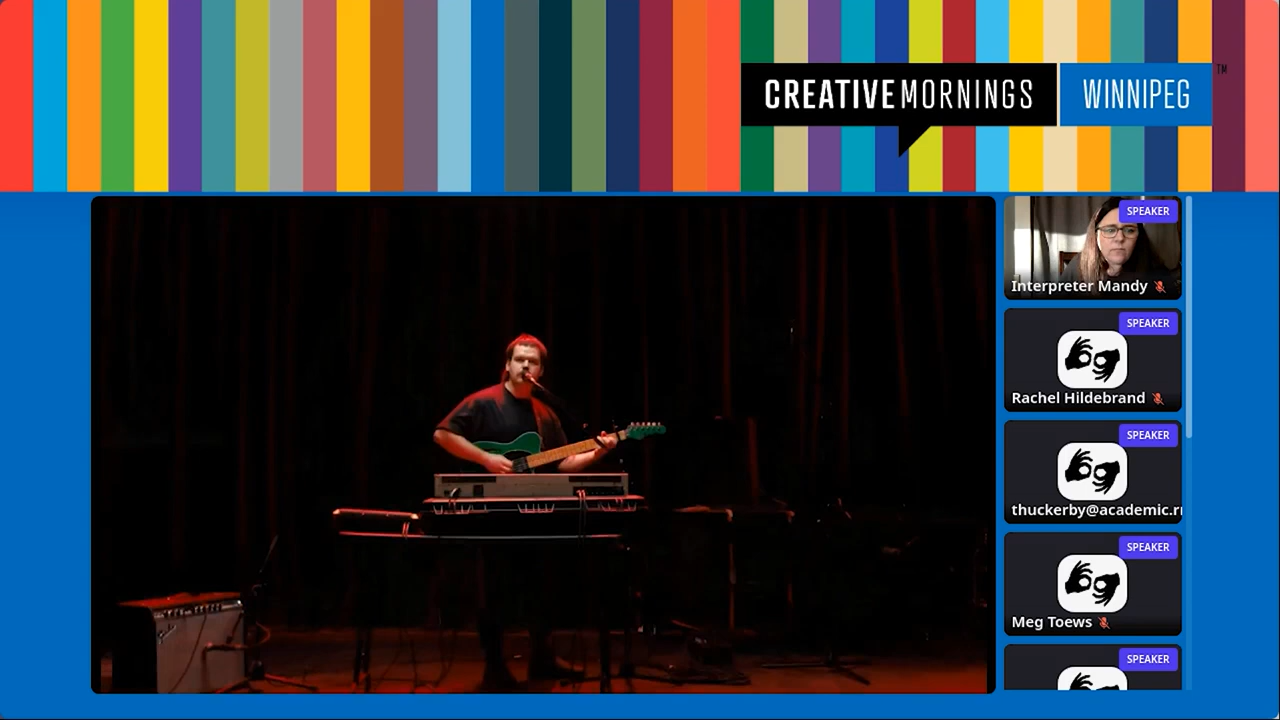 CREATIVEMORNINGS WINNIPEG TM
SPEAKER
Interpreter Mandy
SPEAKER
Rachel Hildebrand
SPEAKER
thuckerby@academic.r
SPEAKER
Meg Toews
SPEAKER